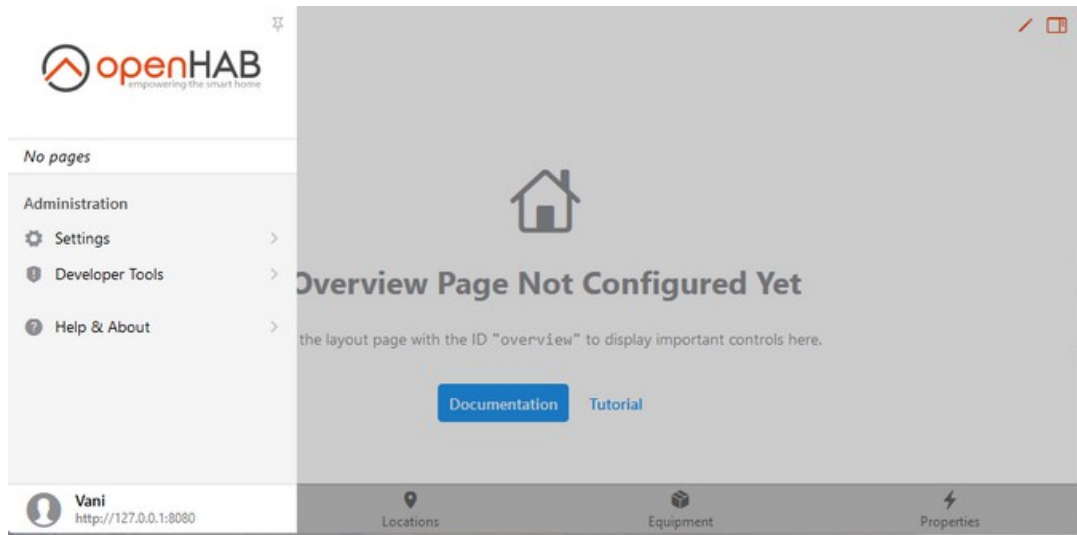 openHAB
empowering the smart home
No pages
Administration
Settings
Developer Tools
Help & About
Vani
http://127.0.0.1:8080
Overview Page Not Configured Yet
the layout page with the ID "overview" to display important controls here.
Documentation
Tutorial
Locations
Equipment
Properties